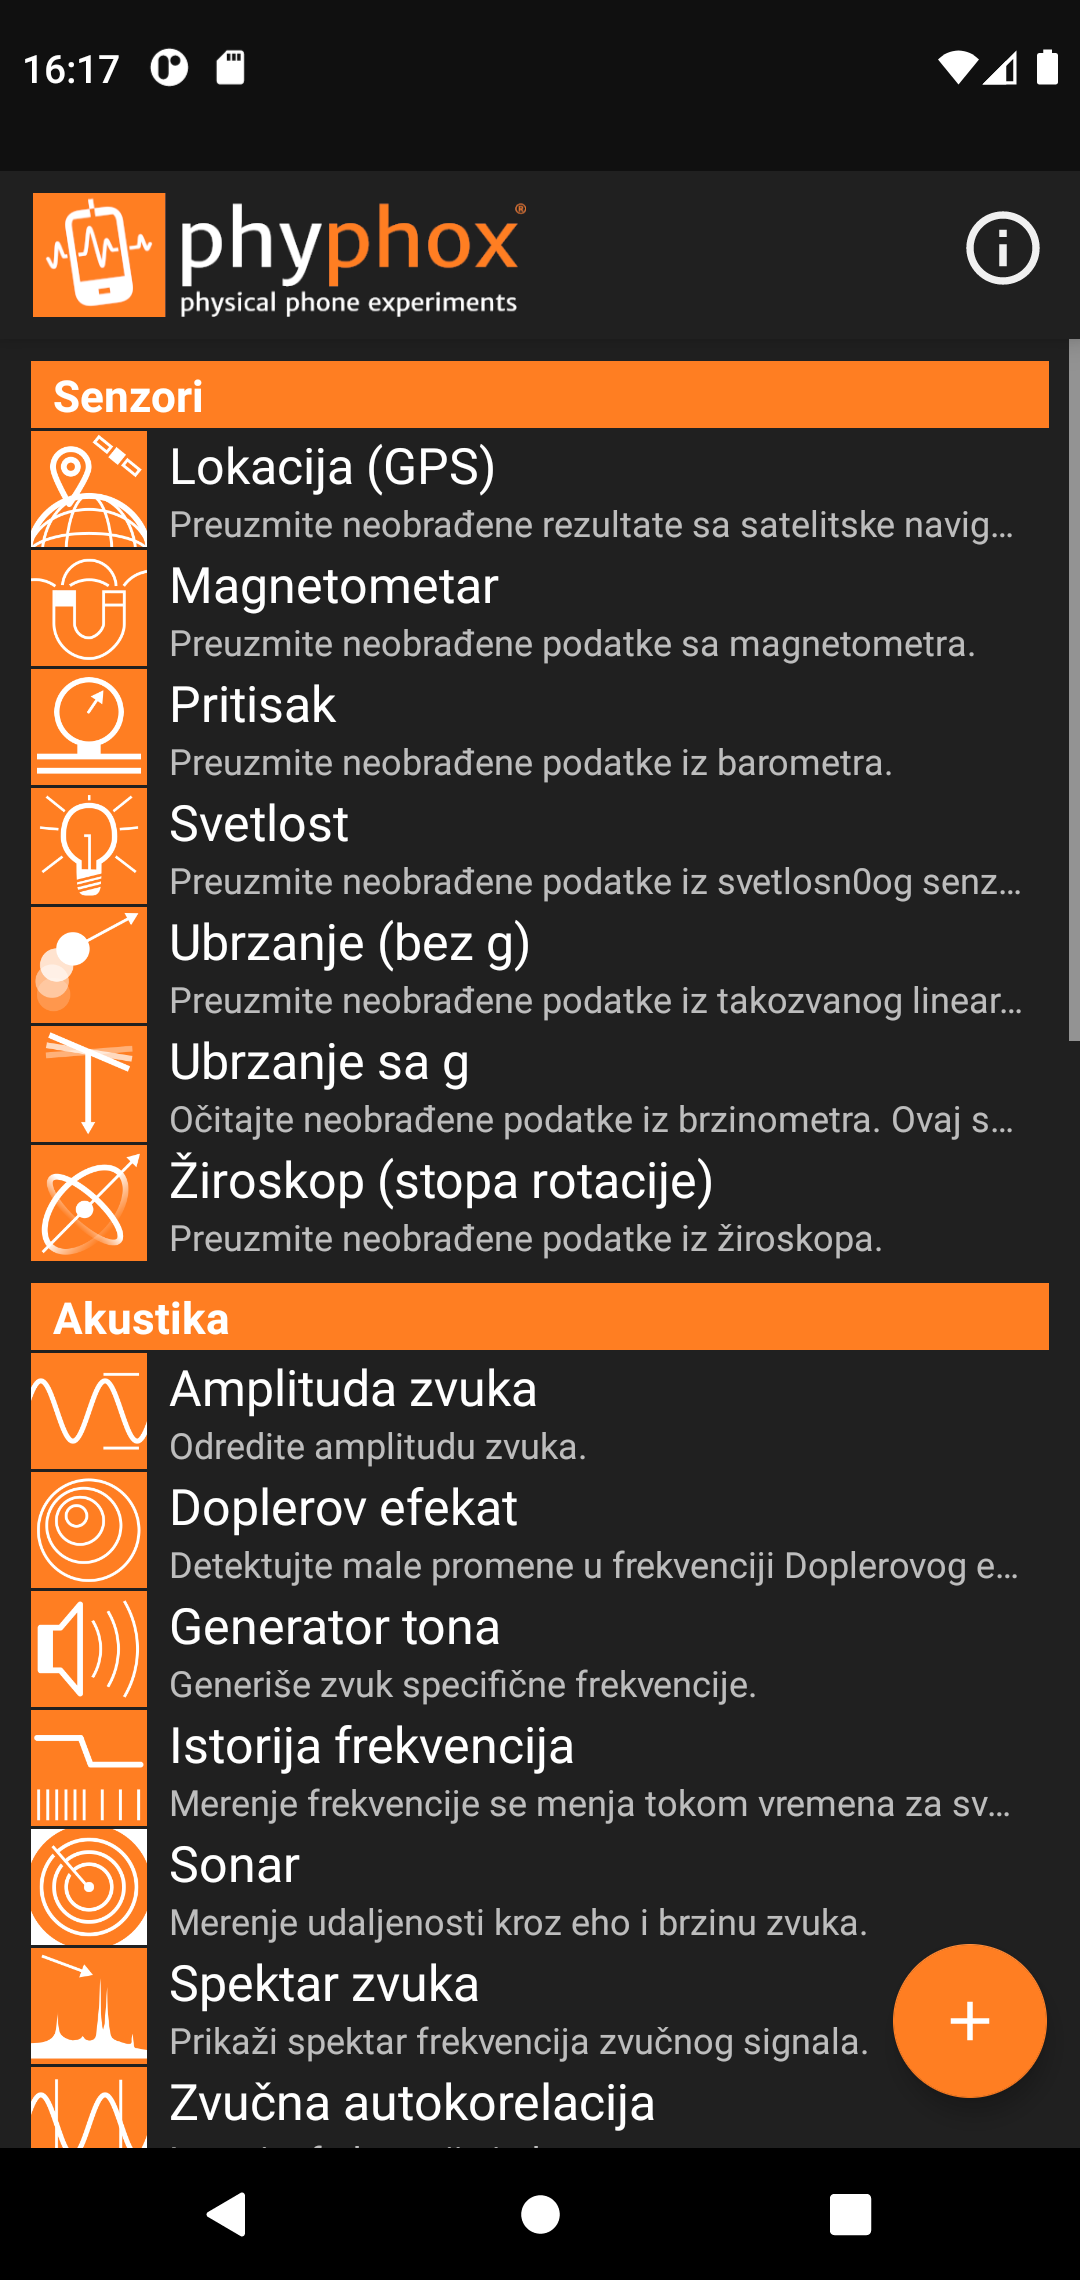 16:17
phyphox®
physical phone experiments
Senzori
Lokacija (GPS)
Preuzmite neobrađene rezultate sa satelitske navig...
Magnetometar
Preuzmite neobrađene podatke sa magnetometra.
Pritisak
Preuzmite neobrađene podatke iz barometra.
Svetlost
Preuzmite neobrađene podatke iz svetlosn0og senz...
Ubrzanje (bez g)
Preuzmite neobrađene podatke iz takozvanog linear...
Ubrzanje sa g
Očitajte neobrađene podatke iz brzinometra. Ovaj s...
Žiroskop (stopa rotacije)
Preuzmite neobrađene podatke iz žiroskopa.
Akustika
Amplituda zvuka
Odredite amplitudu zvuka.
Doplerov efekat
Detektujte male promene u frekvenciji Doplerovog e...
Generator tona
Generiše zvuk specifične frekvencije.
Istorija frekvencija
Merenje frekvencije se menja tokom vremena za sv...
Sonar
Merenje udaljenosti kroz eho i brzinu zvuka.
Spektar zvuka
Prikaži spektar frekvencija zvučnog signala.
Zvučna autokorelacija